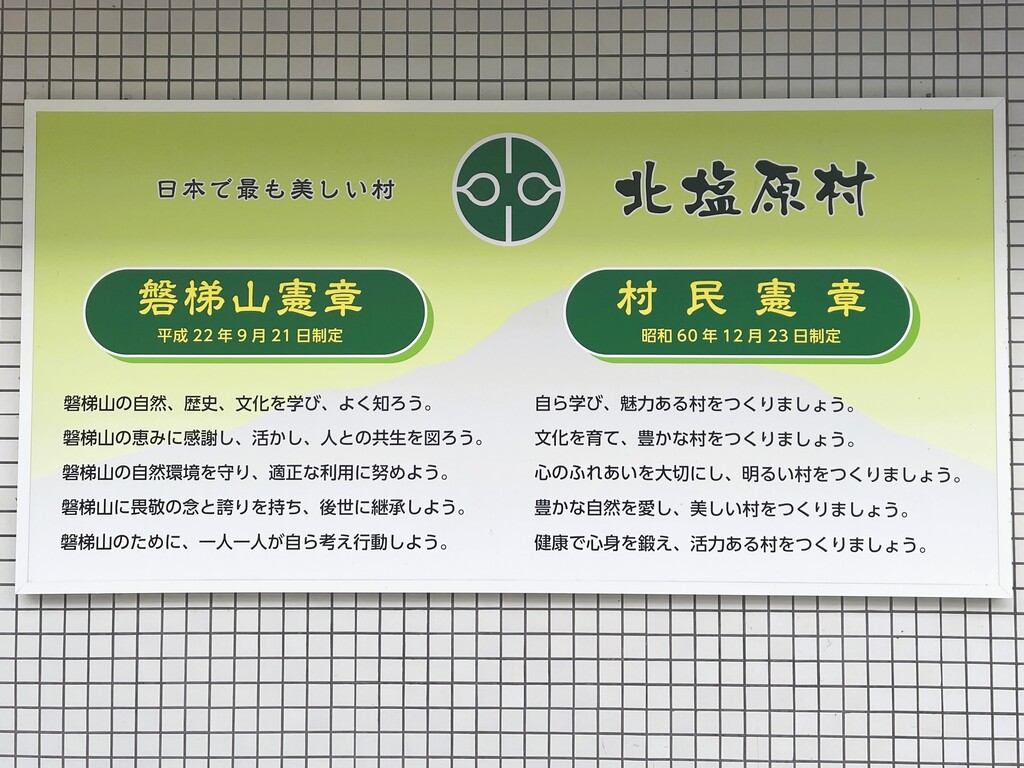 日本で最も美しい村
北塩原村
磐梯山憲章
平成22年9月21日制定
磐梯山の自然、歴史、文化を学び、よく知ろう。
磐梯山の恵みに感謝し、活かし、人との共生を図ろう。
磐梯山の自然環境を守り、適正な利用に努めよう。
磐梯山に畏敬の念と誇りを持ち、後世に継承しよう。
磐梯山のために、一人一人が自ら考え行動しよう。
村民憲章
昭和60年12月23日制定
自ら学び、魅力ある村をつくりましょう。
文化を育て、豊かな村をつくりましょう。
心のふれあいを大切にし、明るい村をつくりましょう。
豊かな自然を愛し、美しい村をつくりましょう。
健康で心身を鍛え、活力ある村をつくりましょう。